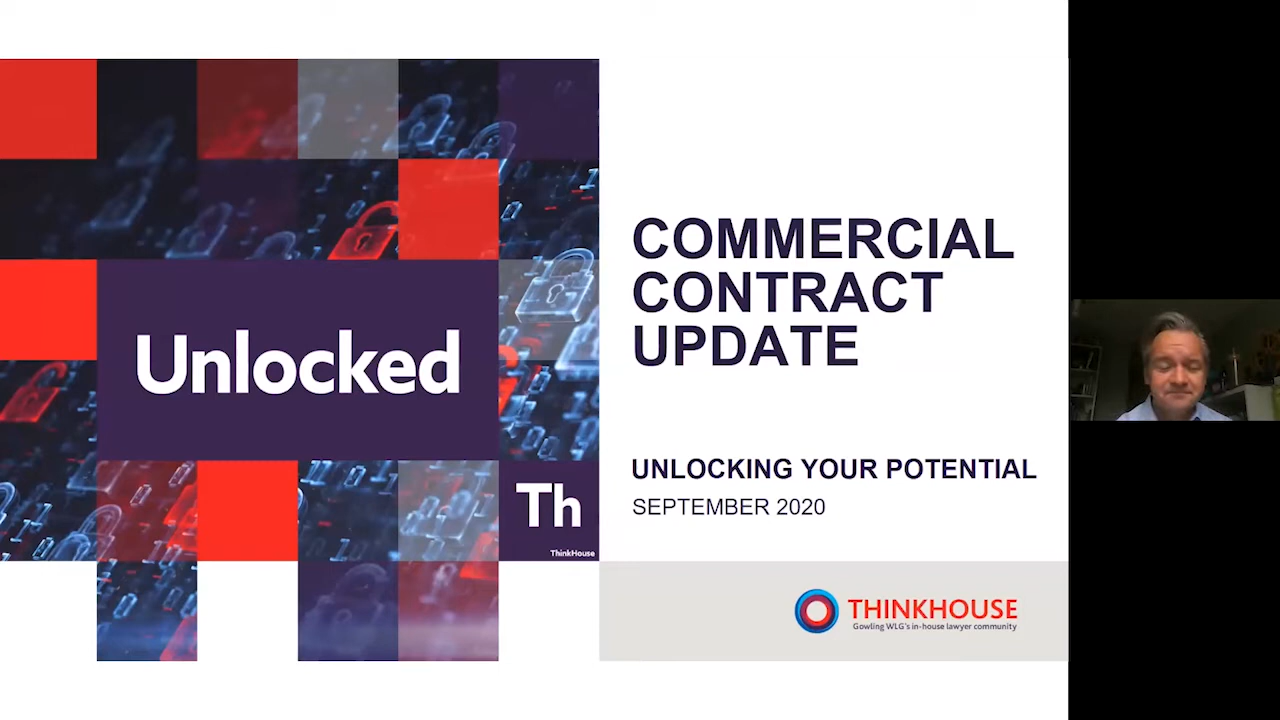 Unlocked
Th
ThinkHouse
COMMERCIAL
CONTRACT
UPDATE
UNLOCKING YOUR POTENTIAL
SEPTEMBER 2020
THINKHOUSE
Gowling WLG's in-house lawyer community